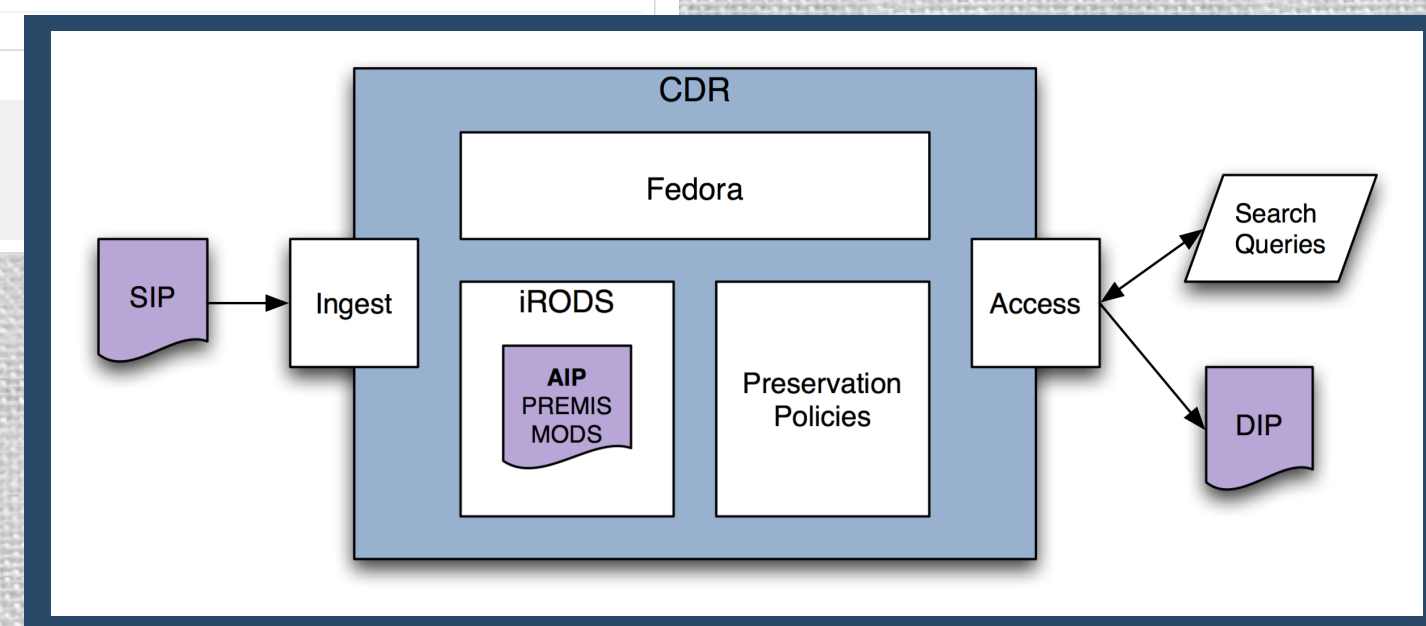 CDR
Fedora
SIP
Ingest
iRODS
AIP
PREMIS
MODS
Preservation
Policies
Access
Search
Queries
DIP